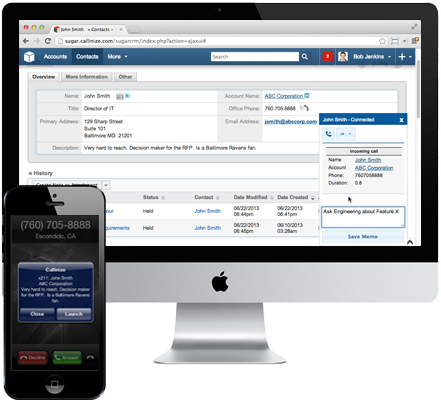 John Smith » Contacts »
sugar.callinize.com/sugarcrm/index.php?action=ajaxui#
Accounts Contacts More 2 Bob Jenkins
Overview More Information Other
Name: John Smith Account Name: ABC Corporation
Title: Director of IT Office Phone: 760.705.8888
Primary Address: 129 Sharp Street Email Address: jsmith@abccorp.com
Suite 101
Baltimore MD 21201
Description: Very hard to reach. Decision maker for the RFP. Is a Baltimore Ravens fan.
History
Status Contact Date Modified Date Created
hour Held John Smith 06/22/2013 06:44pm 06/22/2013 06:41pm
requirements Held John Smith 06/22/2013 06:45pm 06/10/2013 03:28am
John Smith - Connected X
Incoming call
Name John Smith
Account ABC Corporation
Phone: 7607058888
Duration: 0.8
Ask Engineering about Feature X
Save Memo
(760) 705-8888
Escondido, CA
Callinize
x211: John Smith
ABC Corporation
Very hard to reach. Decision maker
for the RFP. Is a Baltimore Ravens
fan.
Close Launch
Decline Answer